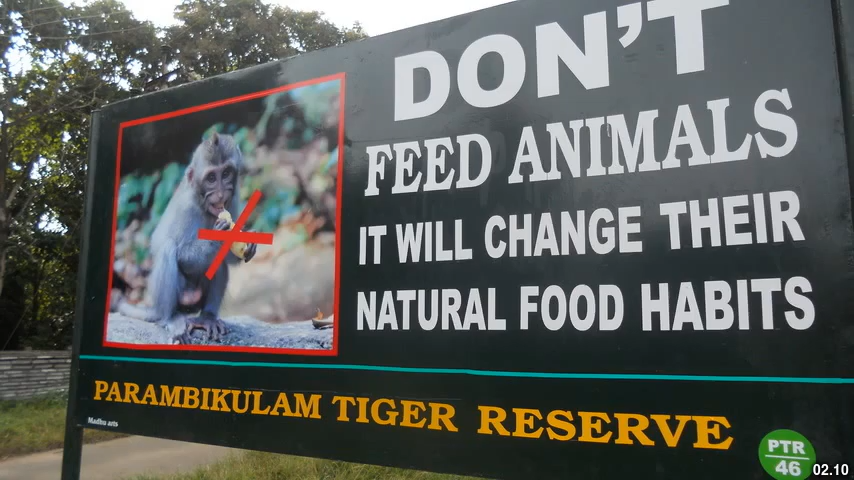 DON'T
FEED ANIMALS
IT WILL CHANGE THEIR
NATURAL FOOD HABITS
PARAMBIKULAM TIGER RESERVE
Madhu arts
PTR
46
02.10